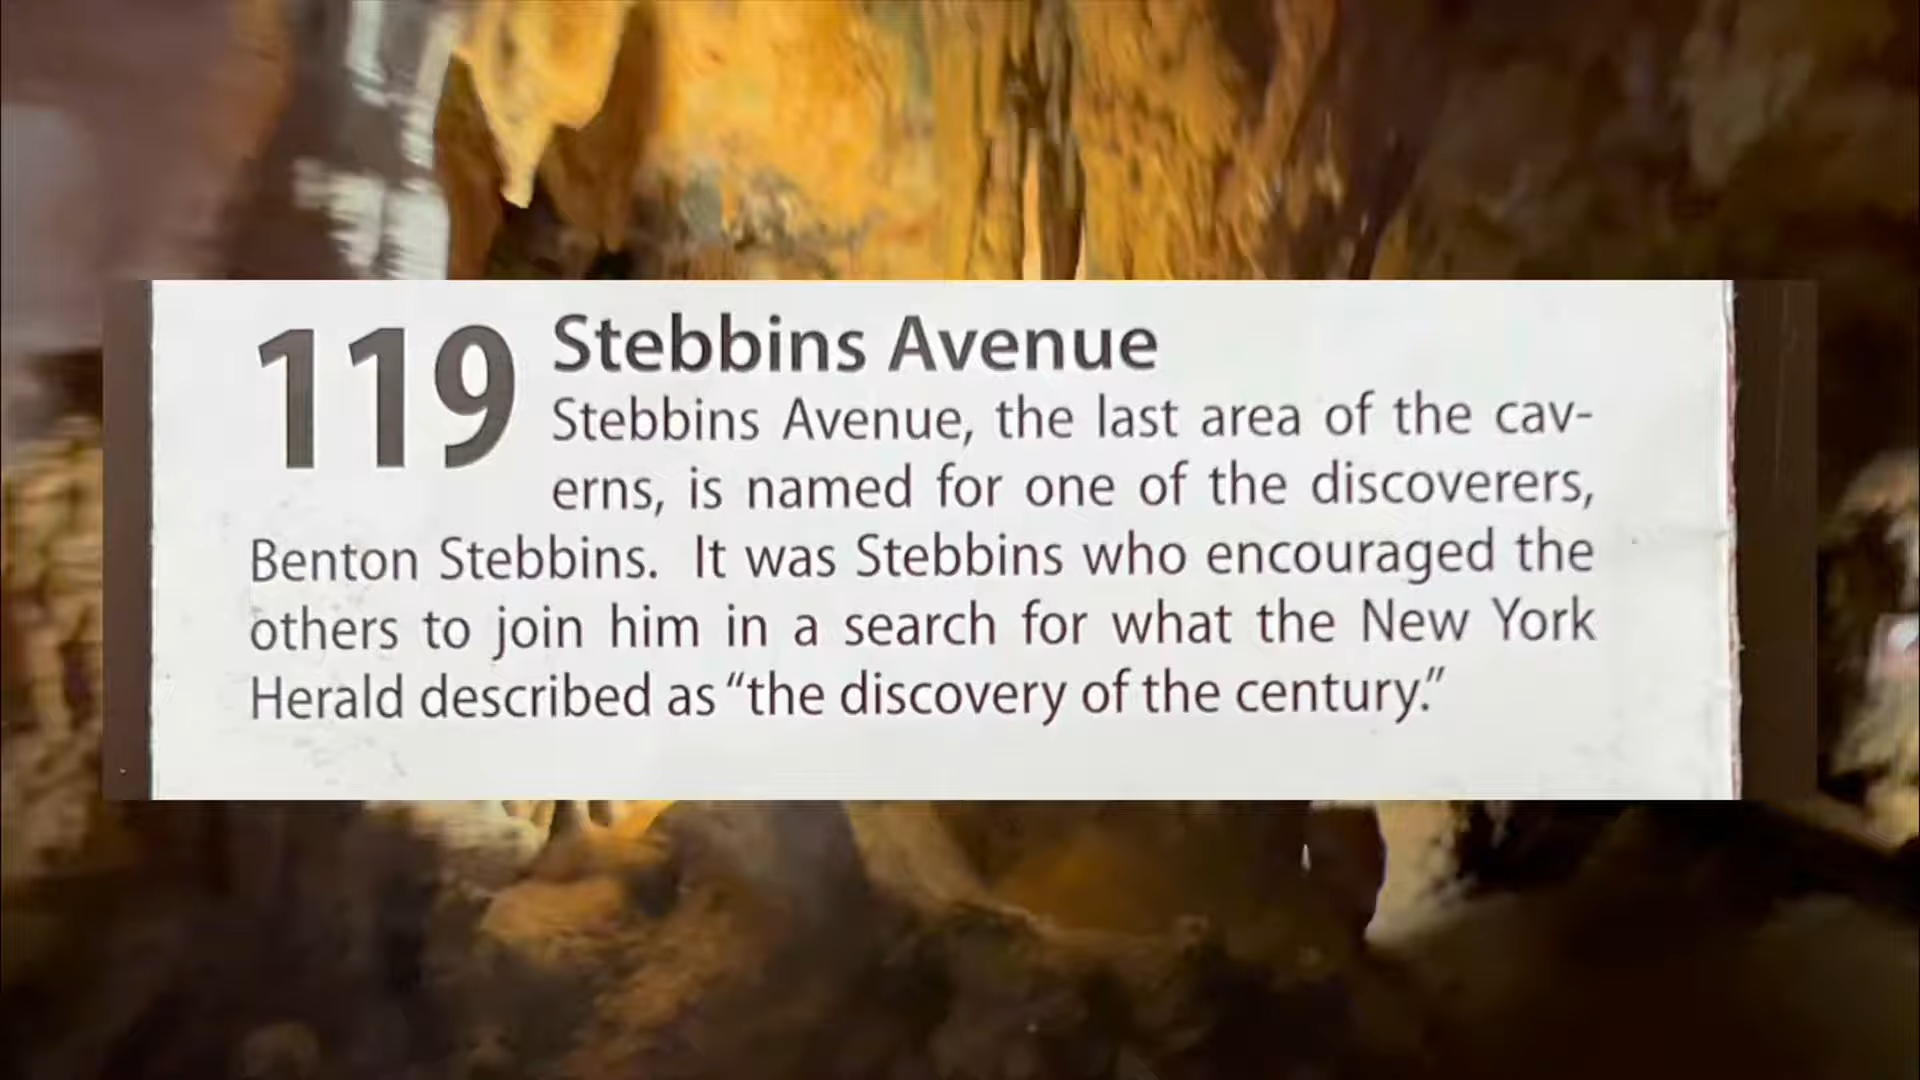 119 Stebbins Avenue
Stebbins Avenue, the last area of the cav-
erns, is named for one of the discoverers,
Benton Stebbins. It was Stebbins who encouraged the
others to join him in a search for what the New York
Herald described as “the discovery of the century.”